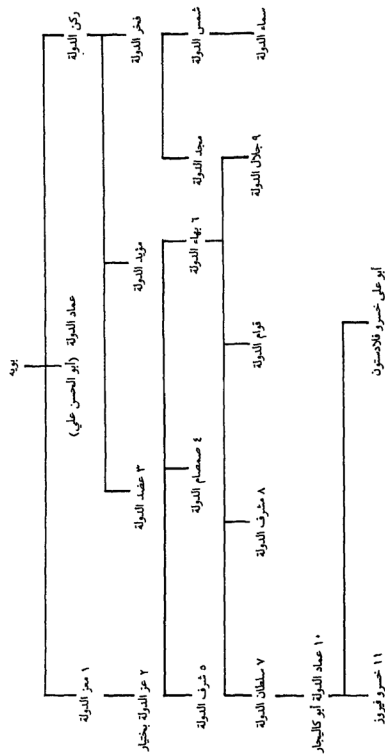 بويه
ركن الدولة
عماد الدولة
(أبو الحسن علي)
١ معز الدولة
فخر الدولة
مؤيد الدولة
٣ عضد الدولة
٢ عز الدولة بختيار
شمس الدولة
مجد الدولة
٦ بهاء الدولة
٤ صمصام الدولة
٥ شرف الدولة
سماء الدولة
٩ جلال الدولة
قوام الدولة
٨ مشرف الدولة
٧ سلطان الدولة
١٠ عماد الدولة أبو كاليجار
أبو على خسرو فلادستون
١١ خسرو فيروز